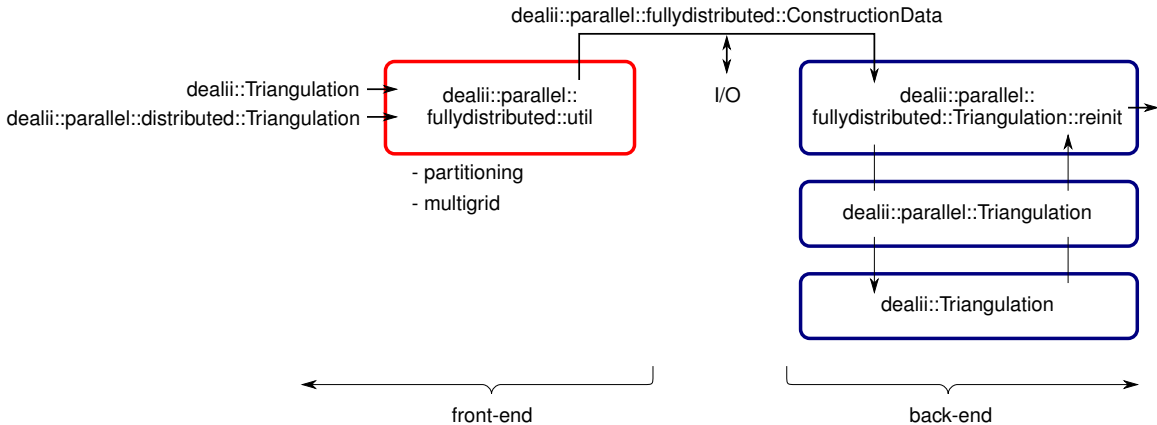 dealii::parallel::fullydistributed::ConstructionData
dealii::Triangulation
dealii::parallel::distributed::Triangulation
dealii::parallel::
fullydistributed::util
- partitioning
- multigrid
I/O
dealii::parallel::
fullydistributed::Triangulation::reinit
dealii::parallel::Triangulation
dealii::Triangulation
front-end
back-end